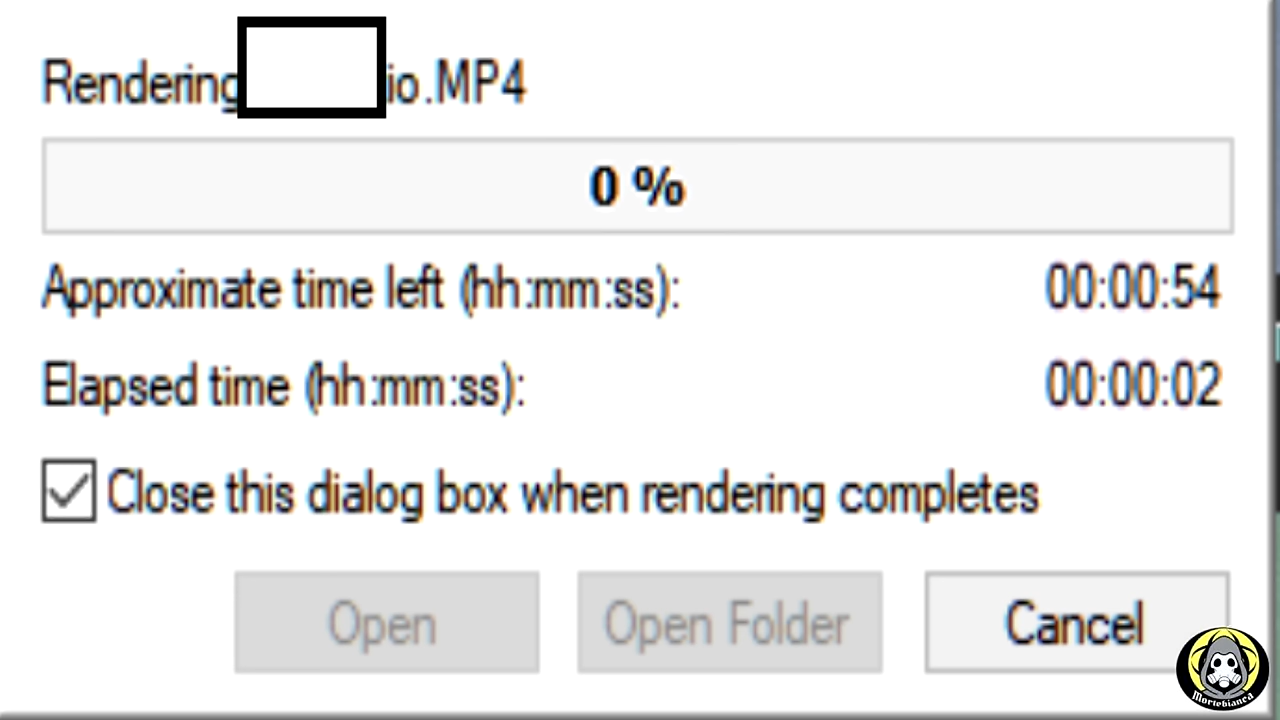 Rendering io.MP4
0 %
Approximate time left (hh:mm:ss): 00:00:54
Elapsed time (hh:mm:ss): 00:00:02
Close this dialog box when rendering completes
Open Open Folder Cancel
Mortebianca